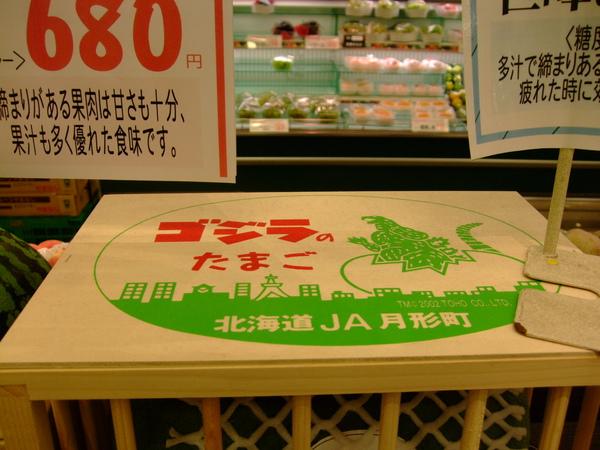 680円
締まりがある果肉は甘さも十分、
果汁も多く優れた食味です。
〈糖度
多汁で締まりある
疲れた時に
ゴジラの
たまご
TM©2002 TOHO CO., LTD.
北海道JA月形町